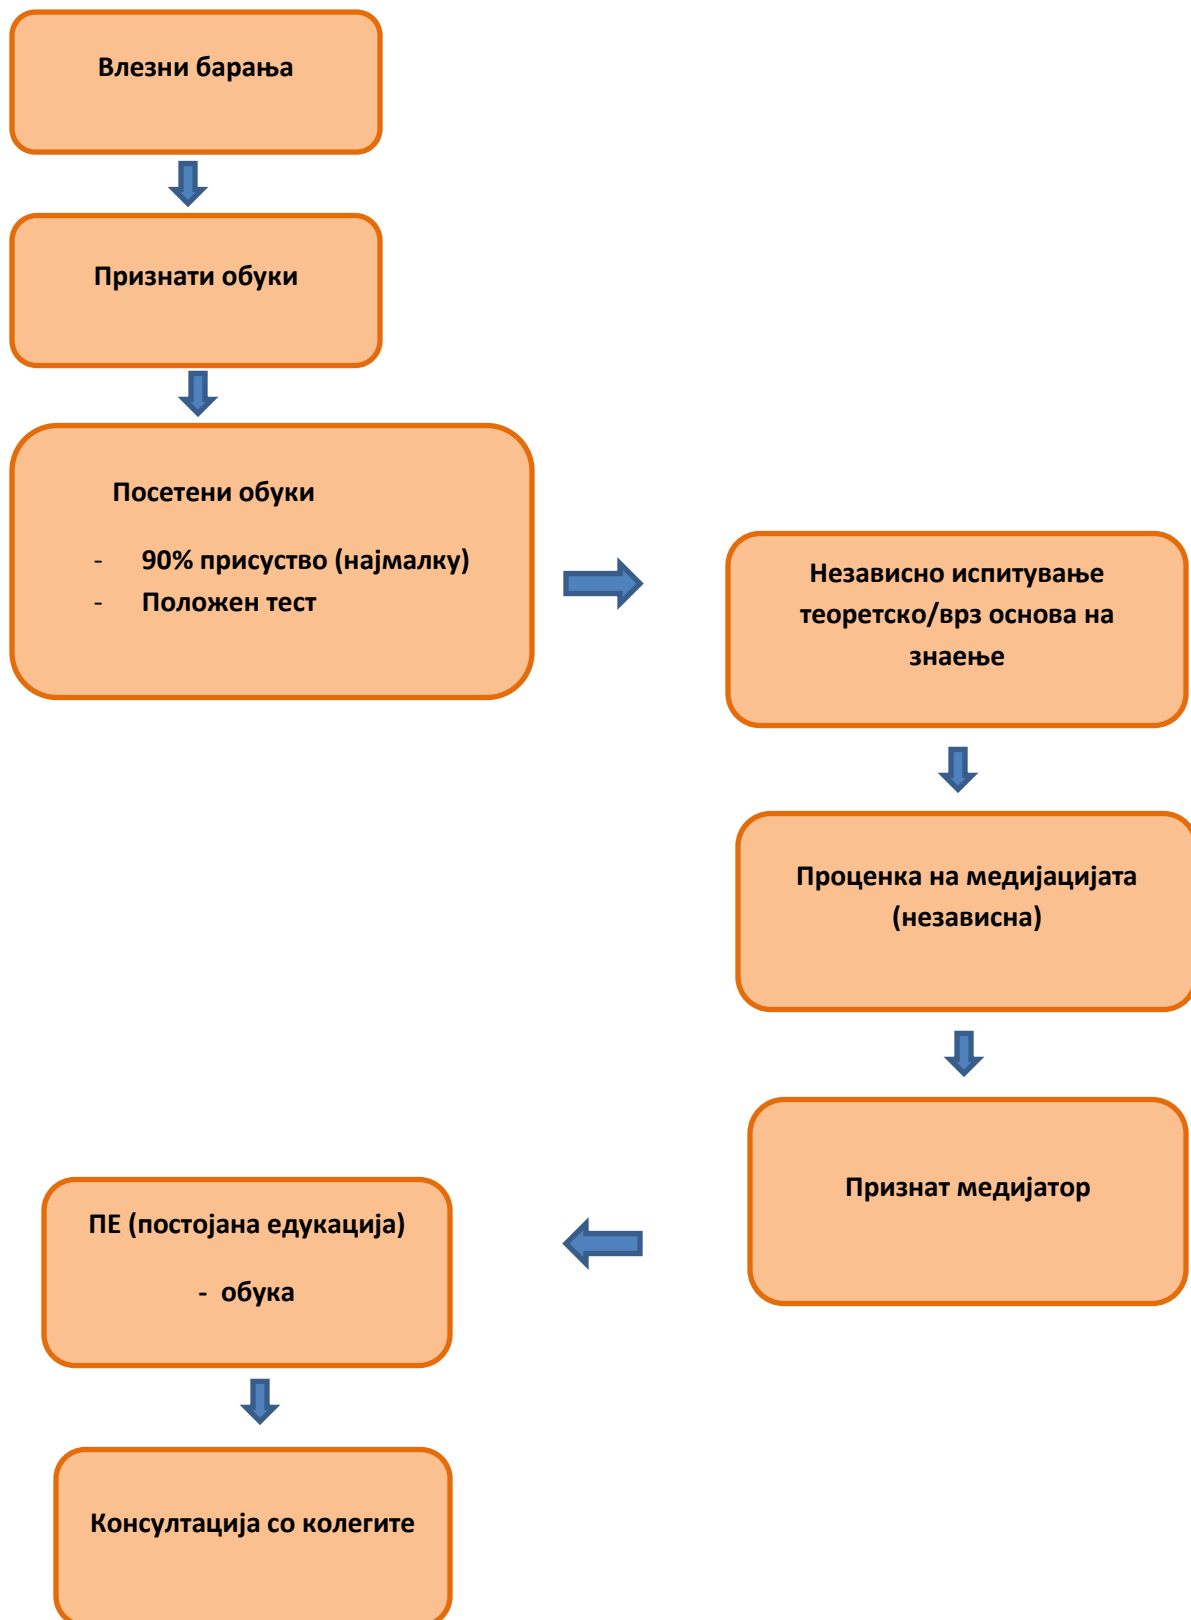 Влезни барања
Признати обуки
Посетени обуки
- 90% присуство (најмалку)
- Положен тест
Независно испитување
теоретско/врз основа на
знаење
Проценка на медијацијата
(независна)
Признат медијатор
ПЕ (постојана едукација)
- обука
Консултација со колегите